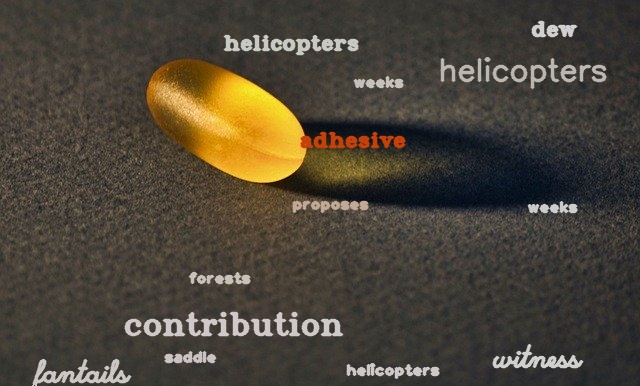 dew
helicopters
helicopters
weeks
adhesive
proposes
weeks
forests
contribution
saddle
witness
fantails
helicopters